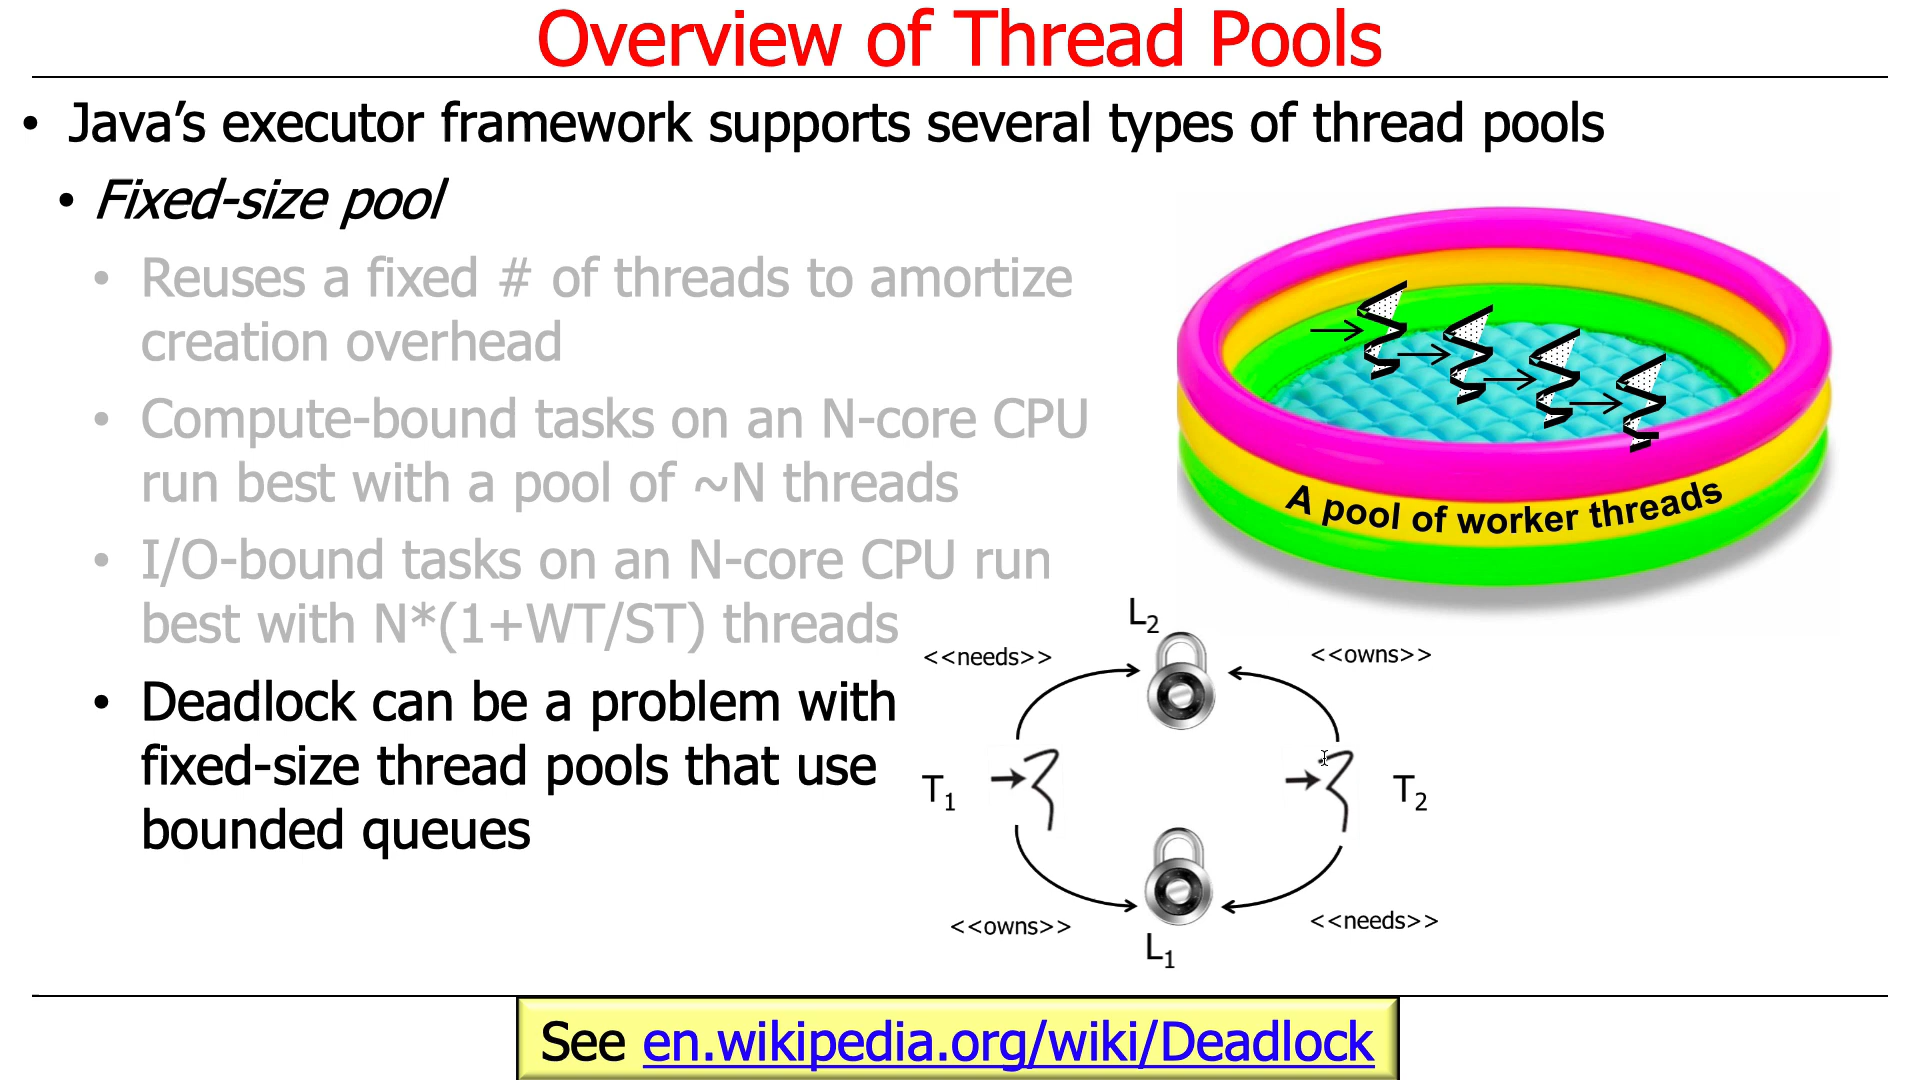 Overview of Thread Pools
• Java’s executor framework supports several types of thread pools
• Fixed-size pool
• Reuses a fixed # of threads to amortize
creation overhead
• Compute-bound tasks on an N-core CPU
run best with a pool of ~N threads
• I/O-bound tasks on an N-core CPU run
best with N*(1+WT/ST) threads
• Deadlock can be a problem with
fixed-size thread pools that use
bounded queues
A pool of worker threads
L2
<<needs>>
<<owns>>
T1
T2
<<owns>>
<<needs>>
L1
See en.wikipedia.org/wiki/Deadlock